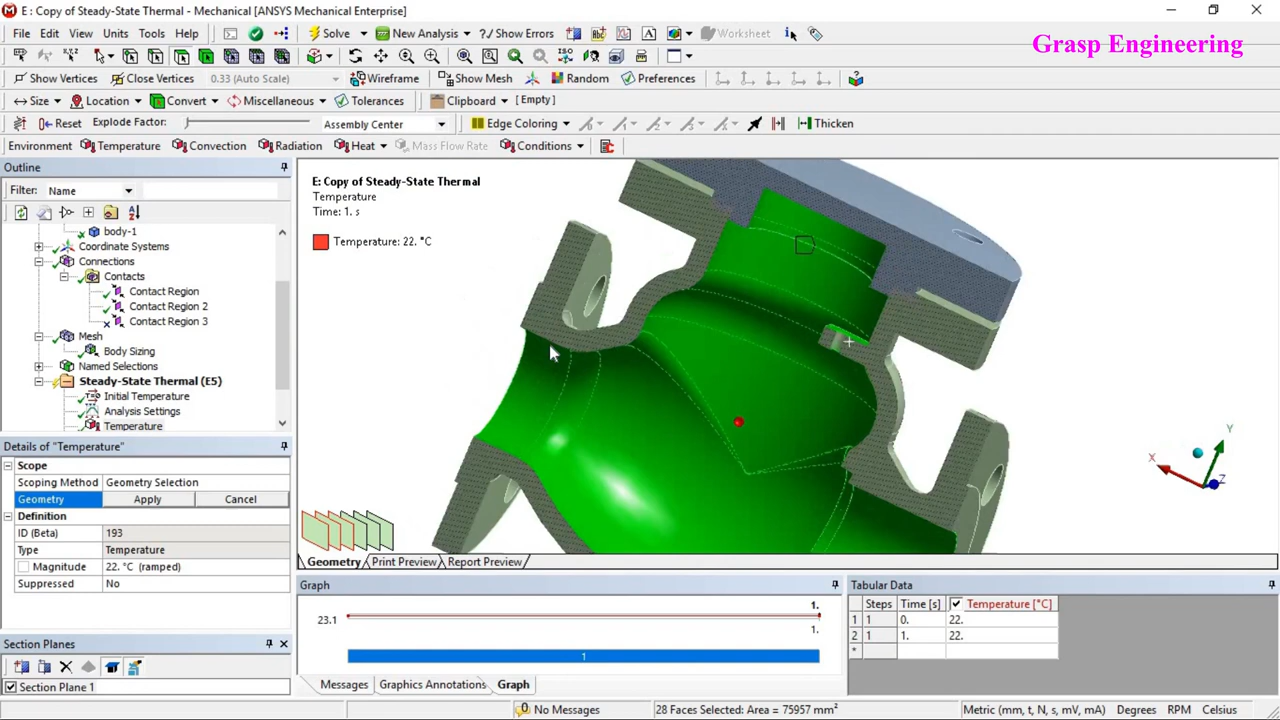 E : Copy of Steady-State Thermal - Mechanical [ANSYS Mechanical Enterprise]
File Edit View Units Tools Help Solve New Analysis Show Errors Worksheet
Grasp Engineering
Show Vertices Close Vertices 0.33 (Auto Scale) Wireframe Show Mesh Random Preferences
Size Location Convert Miscellaneous Tolerances Clipboard [ Empty ]
Reset Explode Factor: Assembly Center Edge Coloring Thicken
Environment Temperature Convection Radiation Heat Mass Flow Rate Conditions
Outline
Filter: Name
body-1
Coordinate Systems
Connections
Contacts
Contact Region
Contact Region 2
Contact Region 3
Mesh
Body Sizing
Named Selections
Steady-State Thermal (E5)
Initial Temperature
Analysis Settings
Temperature
E: Copy of Steady-State Thermal
Temperature
Time: 1. s
Temperature: 22. °C
Y
X
Z
Details of "Temperature"
Scope
Scoping Method Geometry Selection
Geometry Apply Cancel
Definition
ID (Beta) 193
Type Temperature
Magnitude 22. °C (ramped)
Suppressed No
Geometry Print Preview Report Preview
Section Planes
Section Plane 1
Graph
23.1
1.
1.
1
Messages Graphics Annotations Graph
Tabular Data
Steps Time [s] Temperature [°C]
1 1 0. 22.
2 1 1. 22.
*
0 No Messages 28 Faces Selected: Area = 75957 mm² Metric (mm, t, N, s, mV, mA) Degrees RPM Celsius